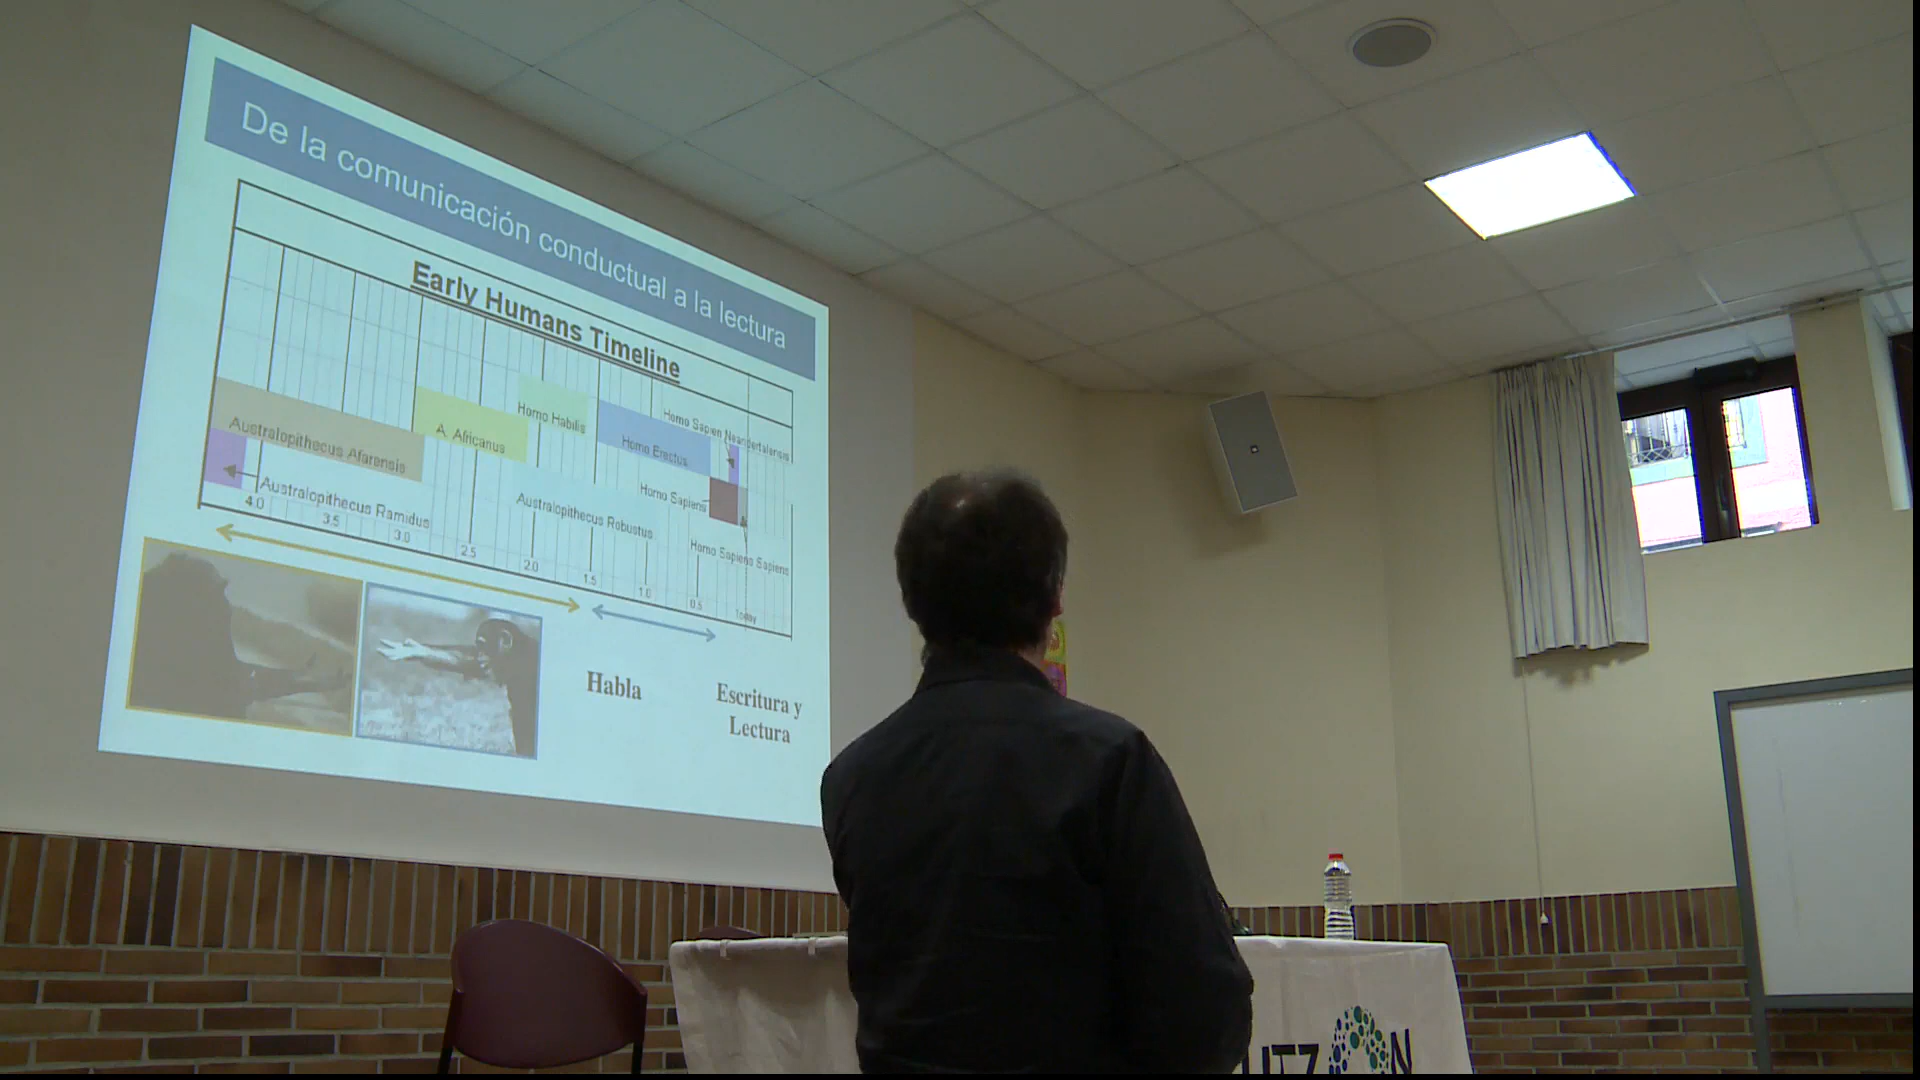 De la comunicación conductual a la lectura
Early Humans Timeline
Homo Sapien Neandertalensis
Homo Habilis
A. Africanus
Homo Erectus
Australopithecus Afarensis
Homo Sapiens
Australopithecus Ramidus
Australopithecus Robustus
Homo Sapiens Sapiens
4.0 3.5 3.0 2.5 2.0 1.5 1.0 0.5 Today
Habla
Escritura y
Lectura